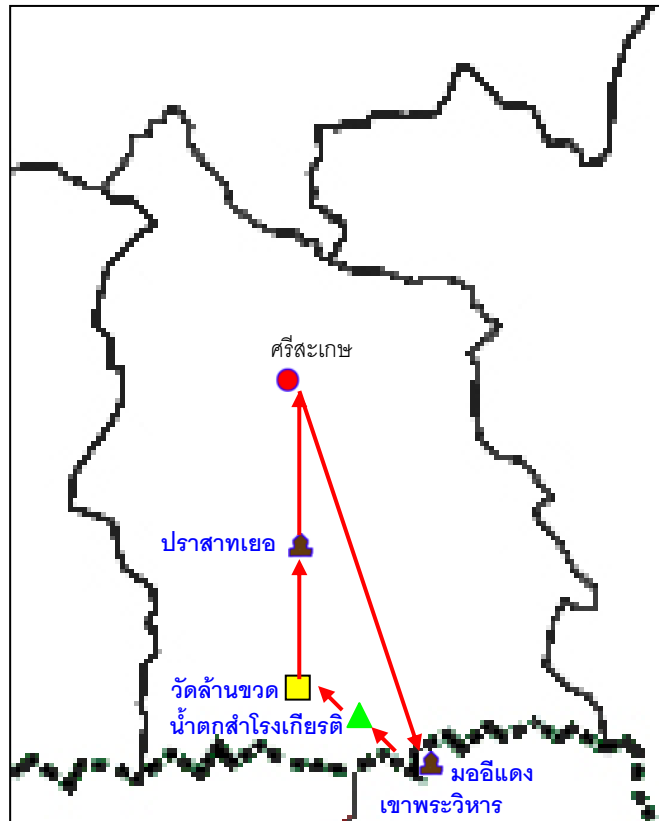 ศรีสะเกษ
ปราสาทเยอ
วัดล้านขวด
น้ำตกสำโรงเกียรติ
มออีแดง
เขาพระวิหาร